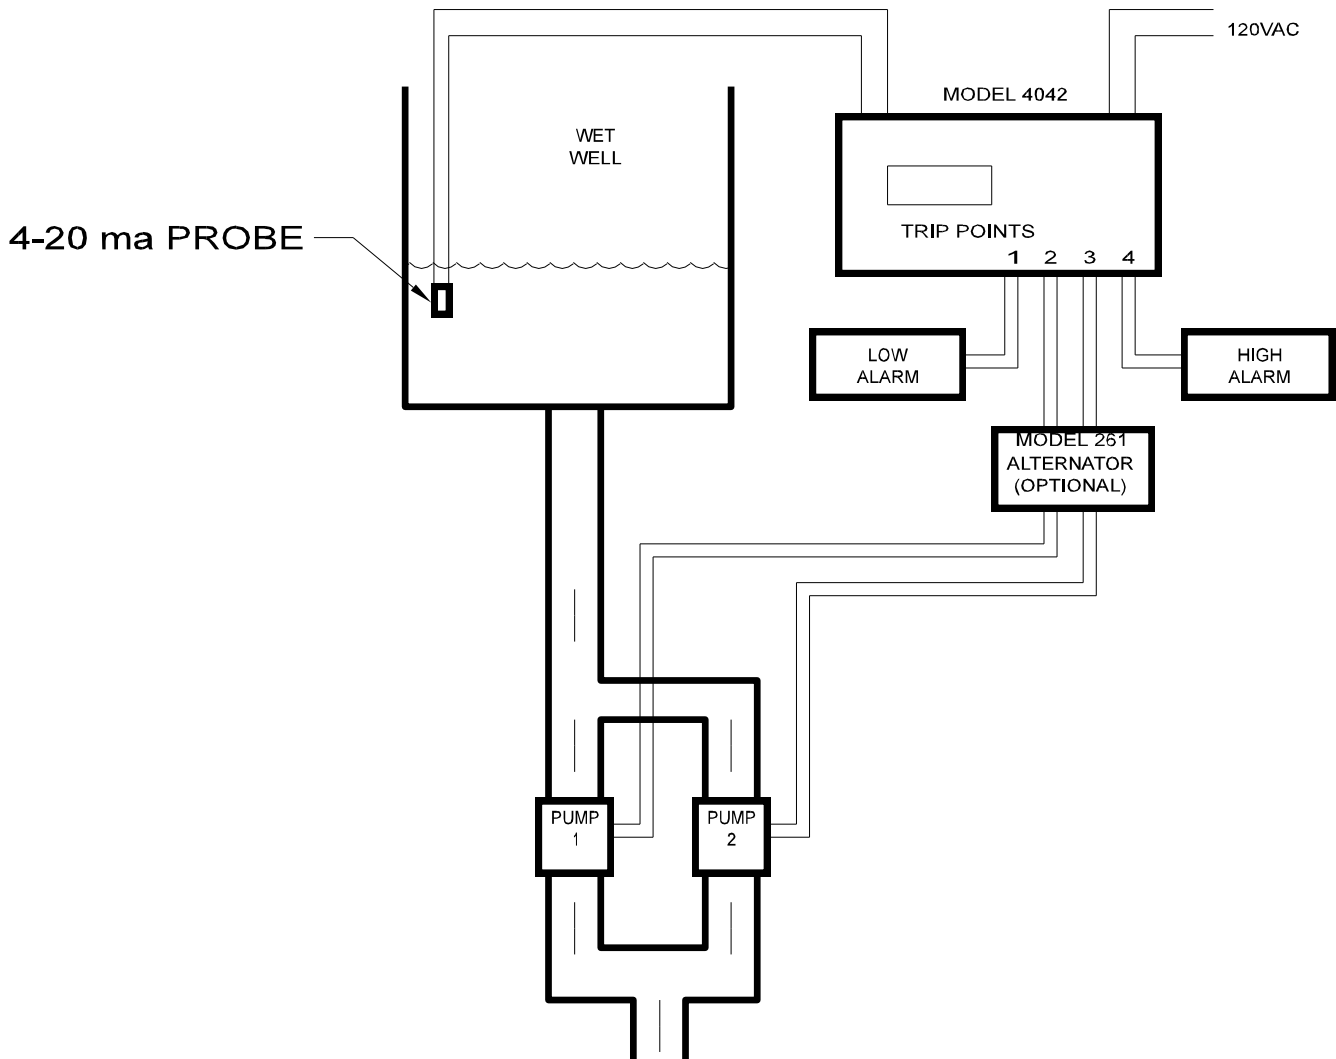 120VAC
MODEL 4042
WET
WELL
4-20 ma PROBE
TRIP POINTS
1 2 3 4
LOW
ALARM
HIGH
ALARM
MODEL 261
ALTERNATOR
(OPTIONAL)
PUMP
1
PUMP
2